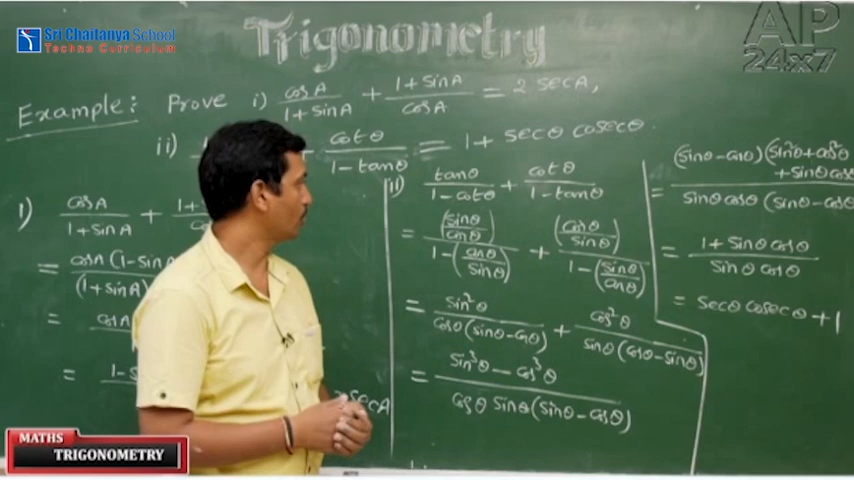 Sri Chaitanya School
Techno Curriculum
Trigonometry
AP
24x7
Example: Prove i) cosA/(1+sinA) + (1+sinA)/cosA = 2 secA,
ii) cotθ/(1-tanθ) = 1+ secθ cosecθ.
1) cosA/(1+sinA) + 1+
= cosA (1-sinA /(1+sinA)
= cosA
= 1-s
secA
ii) tanθ/(1-cotθ) + cotθ/(1-tanθ)
= (sinθ/cosθ)/(1-(cosθ/sinθ)) + (cosθ/sinθ)/(1-(sinθ/cosθ))
= sin²θ/(cosθ(sinθ-cosθ)) + cos²θ/(sinθ(cosθ-sinθ))
= (sin³θ - cos³θ)/(cosθ sinθ(sinθ-cosθ))
= (sinθ-cosθ)(sin²θ+cos²θ +sinθcosθ/(sinθcosθ (sinθ-cosθ
= (1+sinθ cosθ)/(sinθ cosθ)
= secθ cosecθ +1
MATHS
TRIGONOMETRY